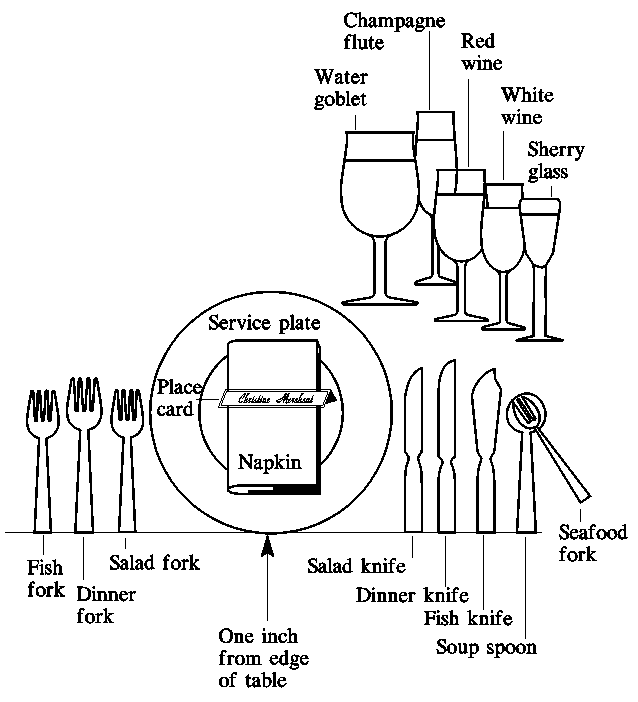 Champagne
flute
Red
wine
Water
goblet
White
wine
Sherry
glass
Service plate
Place
card
Christine
Napkin
Seafood
fork
Fish
fork
Salad fork
Dinner
fork
Salad knife
Dinner knife
Fish knife
Soup spoon
One inch
from edge
of table